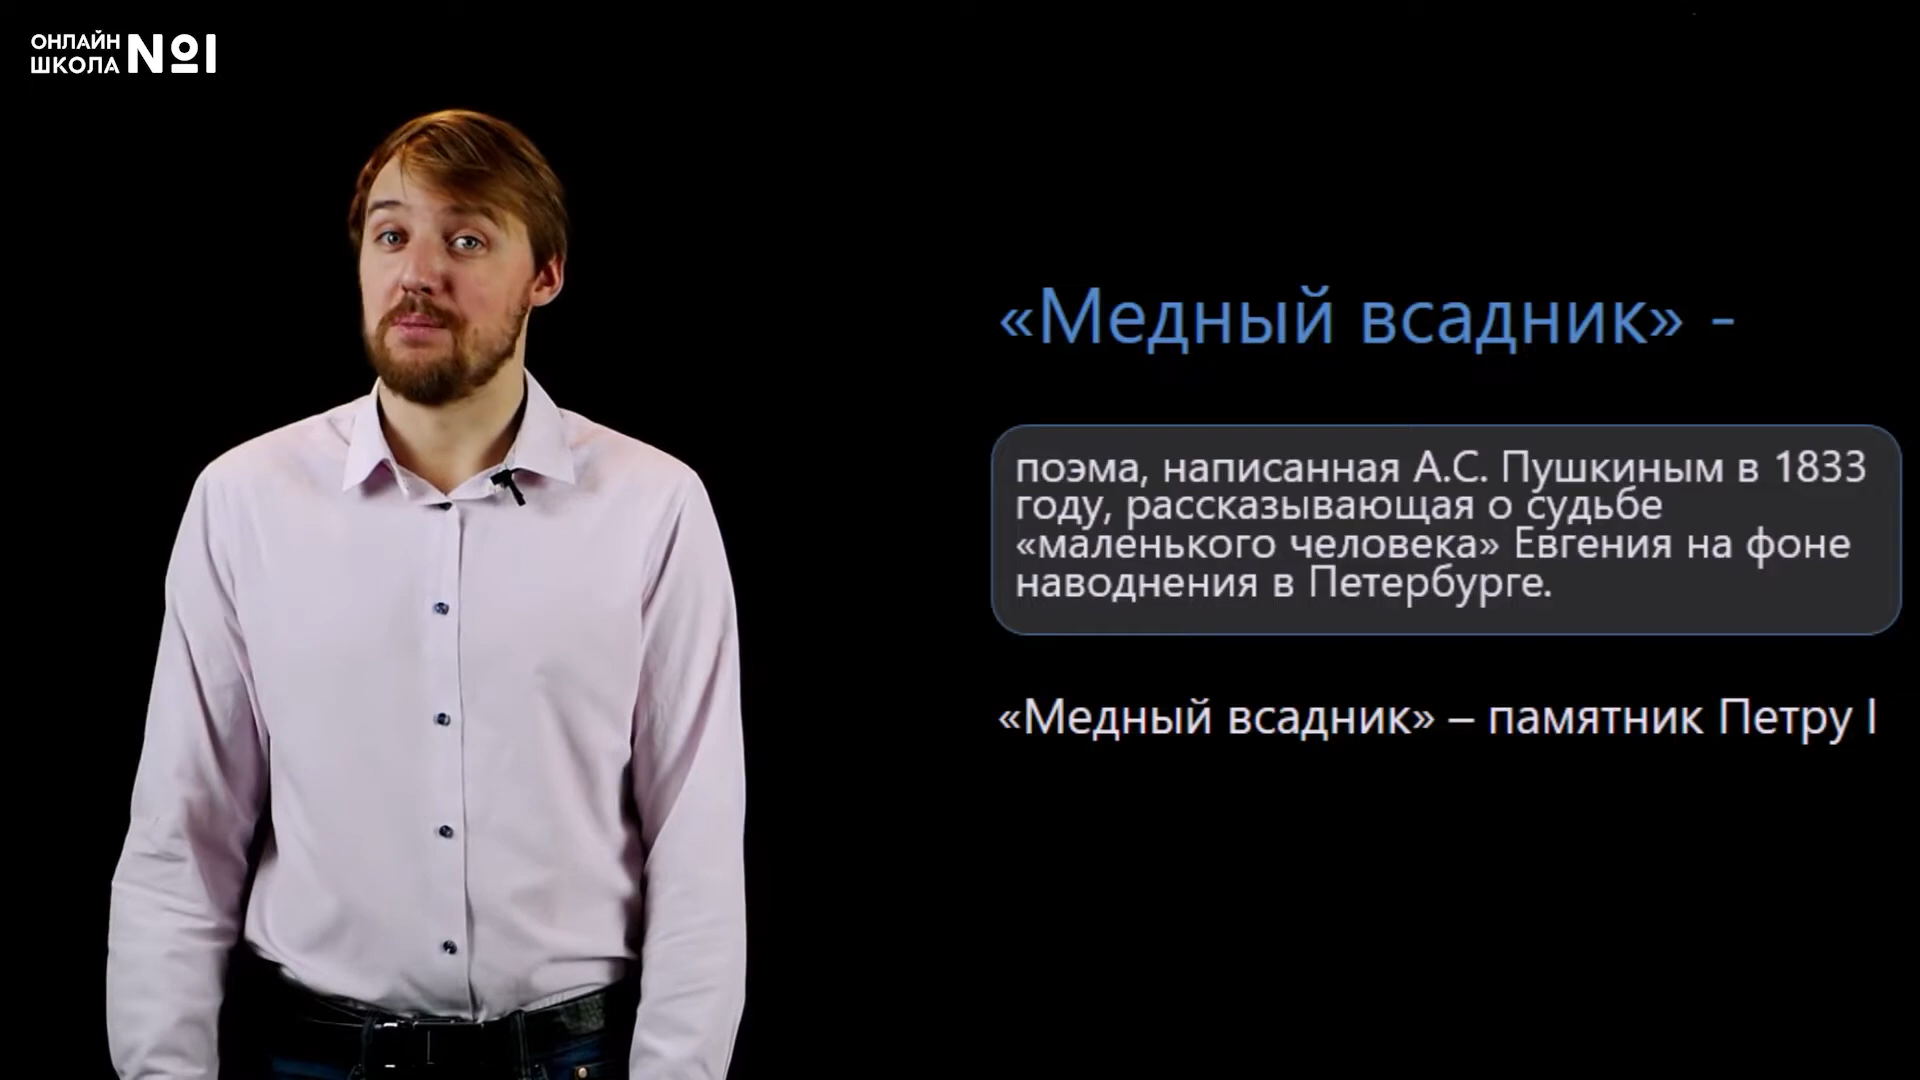 ОНЛАЙН
ШКОЛА №1
«Медный всадник» -
поэма, написанная А.С. Пушкиным в 1833
году, рассказывающая о судьбе
«маленького человека» Евгения на фоне
наводнения в Петербурге.
«Медный всадник» – памятник Петру I